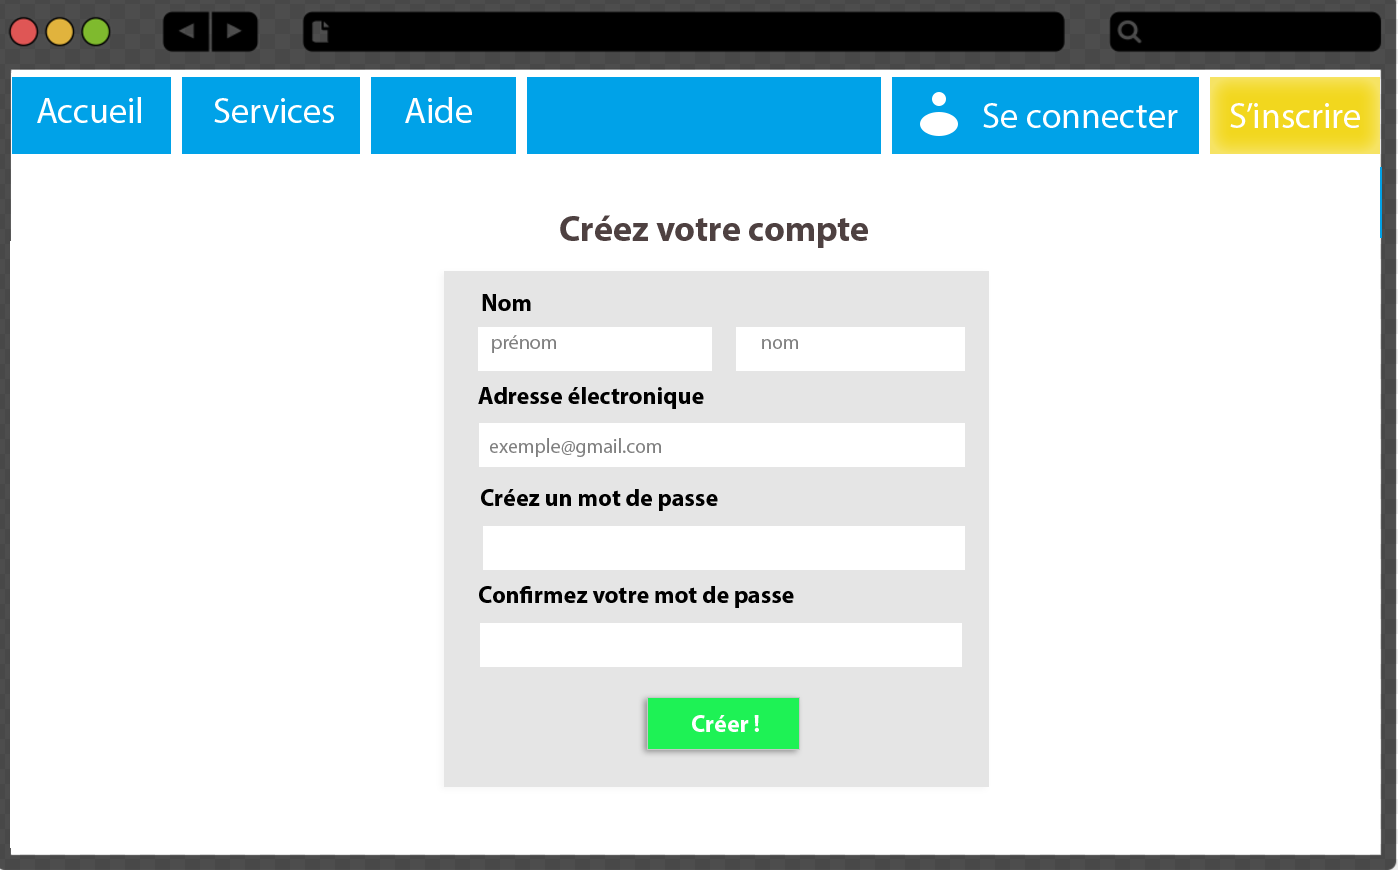 Accueil
Services
Aide
Se connecter
S’inscrire
Créez votre compte
Nom
prénom
nom
Adresse électronique
exemple@gmail.com
Créez un mot de passe
Confirmez votre mot de passe
Créer !